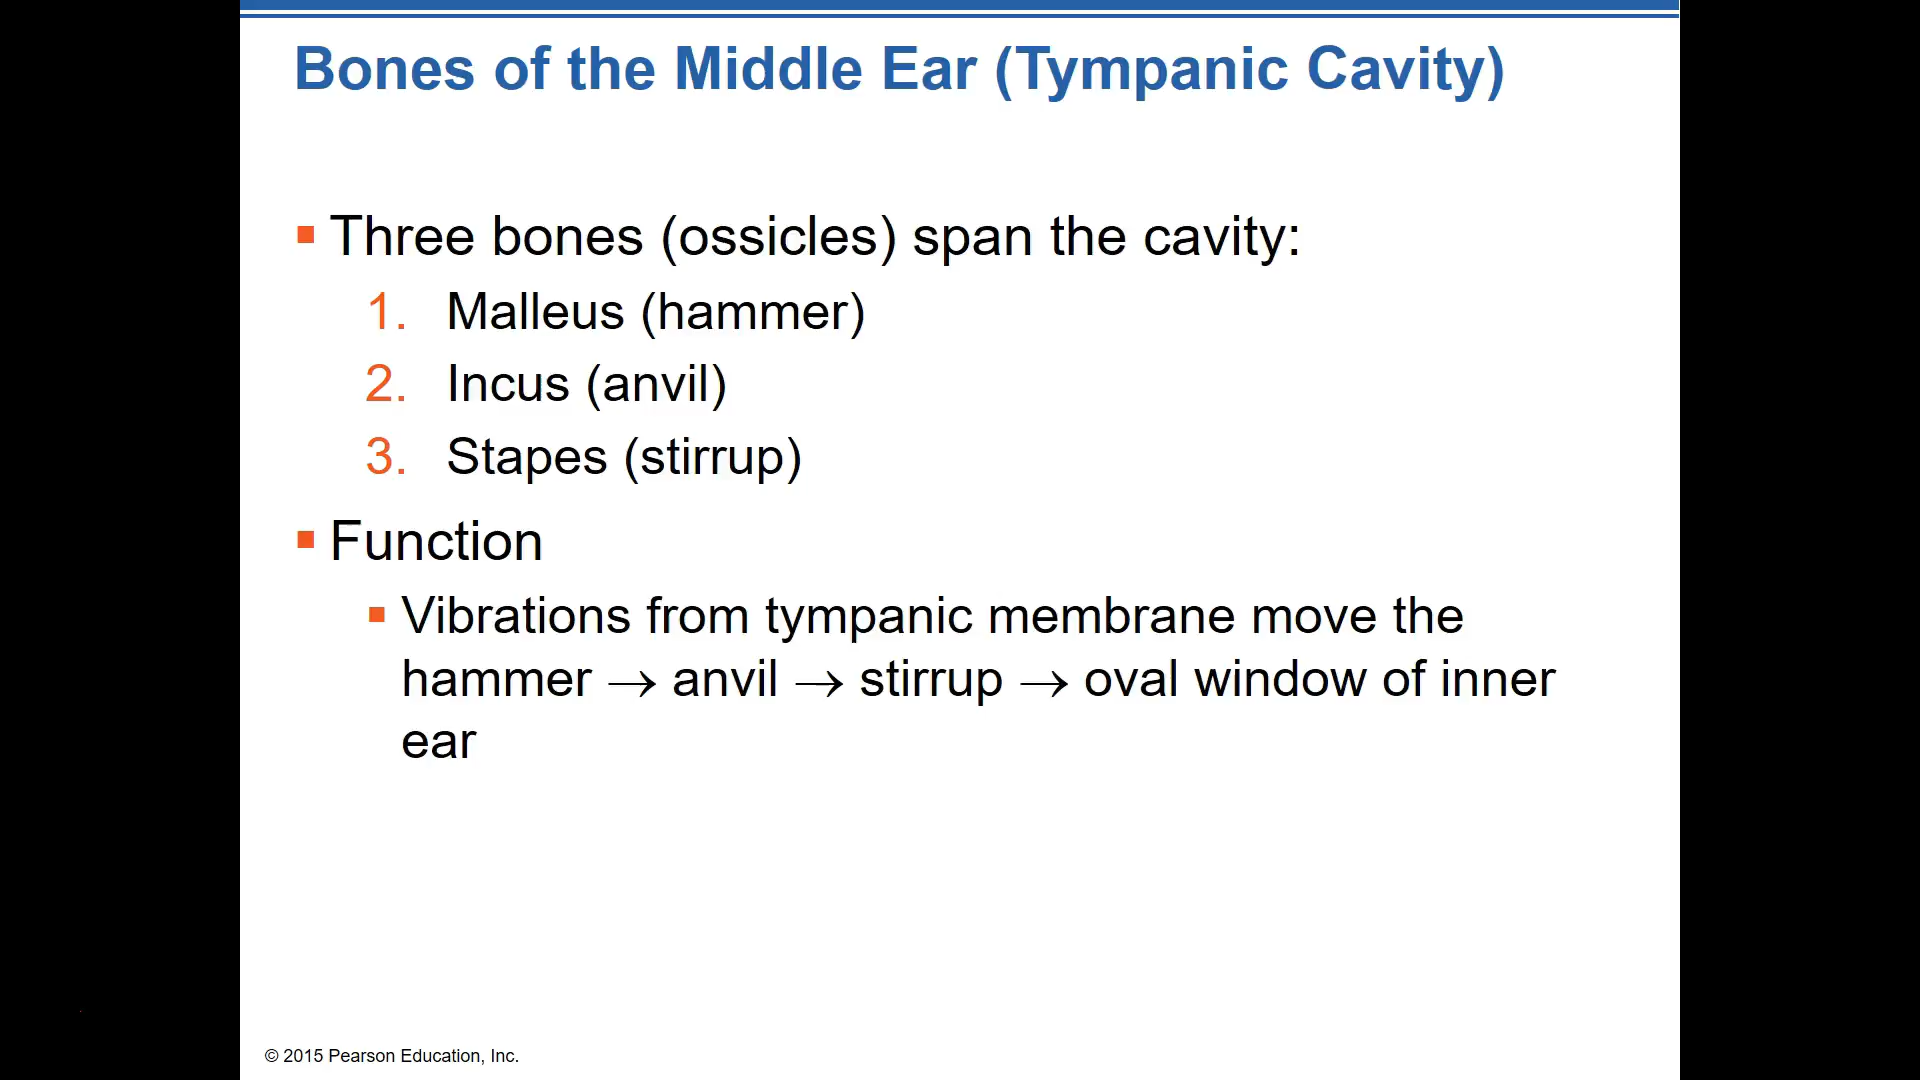 Bones of the Middle Ear (Tympanic Cavity)
▪ Three bones (ossicles) span the cavity:
1. Malleus (hammer)
2. Incus (anvil)
3. Stapes (stirrup)
▪ Function
▪ Vibrations from tympanic membrane move the
hammer → anvil → stirrup → oval window of inner
ear
© 2015 Pearson Education, Inc.